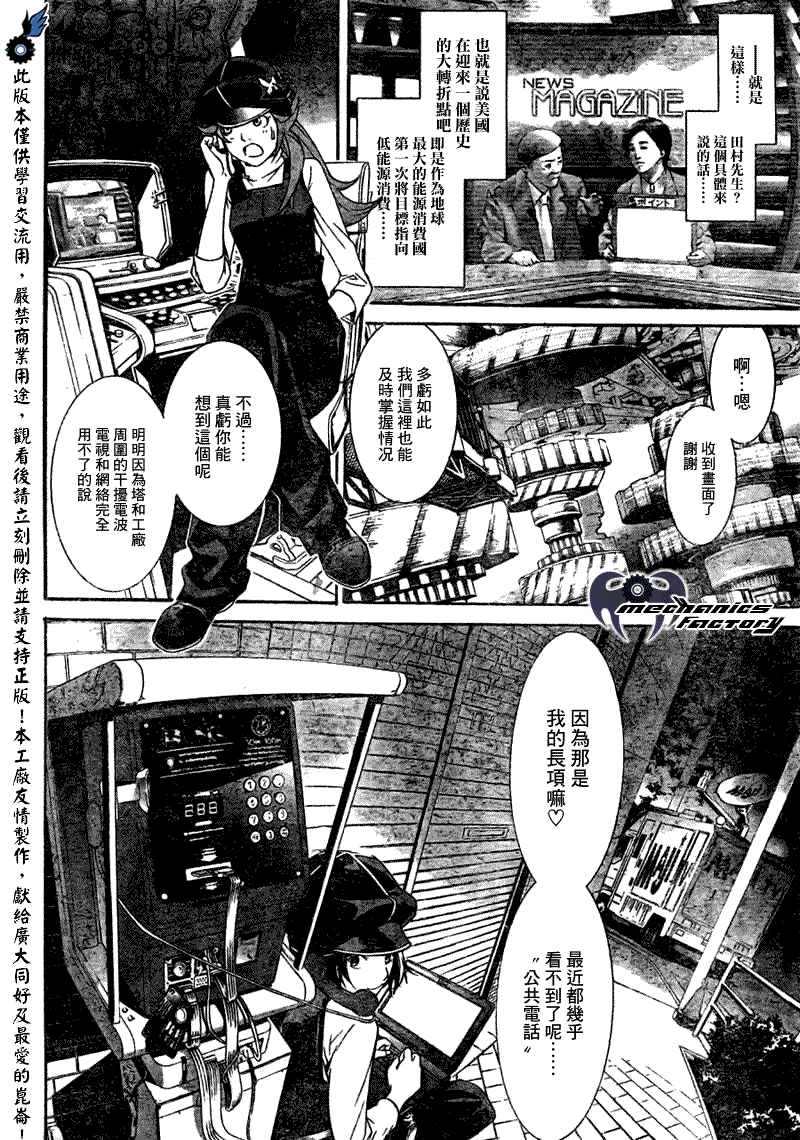 ——就是
這樣……
田村先生？
這個具體來
說的話……
NEWS
MAGAZINE
ポイント
也就是説美國
在迎來一個歷史
的大轉折點吧
即是作為地球
最大的能源消費國
第一次將目標指向
低能源消費……
啊…嗯
收到畫面了
謝謝
多虧如此
我們這裡也能
及時掌握情況
不過……
真虧你能
想到這個呢
明明因為塔和工廠
周圍的干擾電波
電視和網絡完全
用不了的說
mechanics
factory
因為那是
我的長項嘛♡
最近都幾乎
看不到了呢……
〝公共電話〟
此版本僅供學習交流用，嚴禁商業用途，觀看後請立刻刪除並請支持正版！本工廠友情製作，獻給廣大同好及最愛的崑崙！